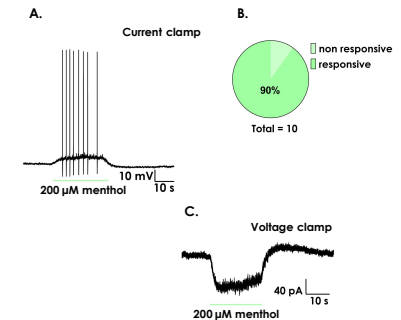 A.
Current clamp
10 mV
10 s
200 µM menthol
B.
non responsive
responsive
90%
Total = 10
C.
Voltage clamp
40 pA
10 s
200 µM menthol